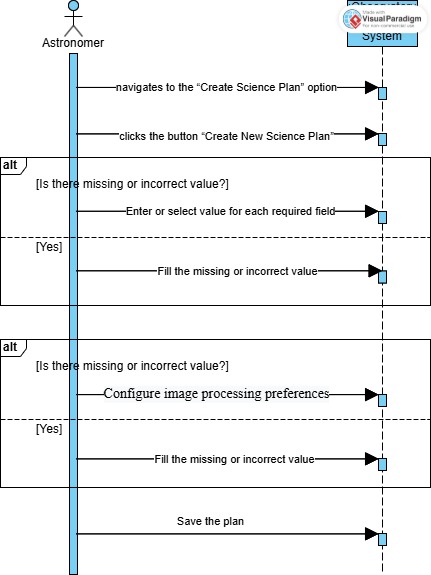 Made with
VisualParadigm
For non-commercial use
Astronomer
System
navigates to the “Create Science Plan” option
clicks the button “Create New Science Plan”
alt
[Is there missing or incorrect value?]
Enter or select value for each required field
[Yes]
Fill the missing or incorrect value
alt
[Is there missing or incorrect value?]
Configure image processing preferences
[Yes]
Fill the missing or incorrect value
Save the plan